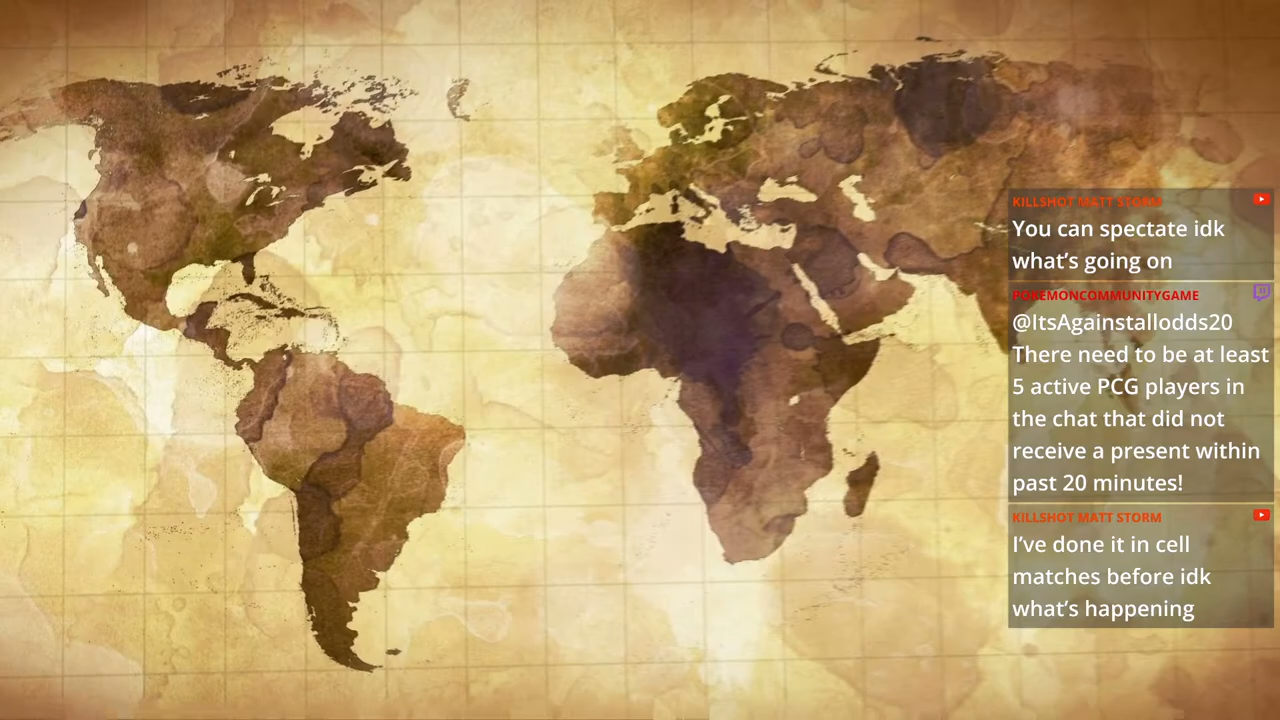 KILLSHOT MATT STORM
You can spectate idk
what's going on
POKEMONCOMMUNITYGAME
@ItsAgainstallodds20
There need to be at least
5 active PCG players in
the chat that did not
receive a present within
past 20 minutes!
KILLSHOT MATT STORM
I've done it in cell
matches before idk
what's happening